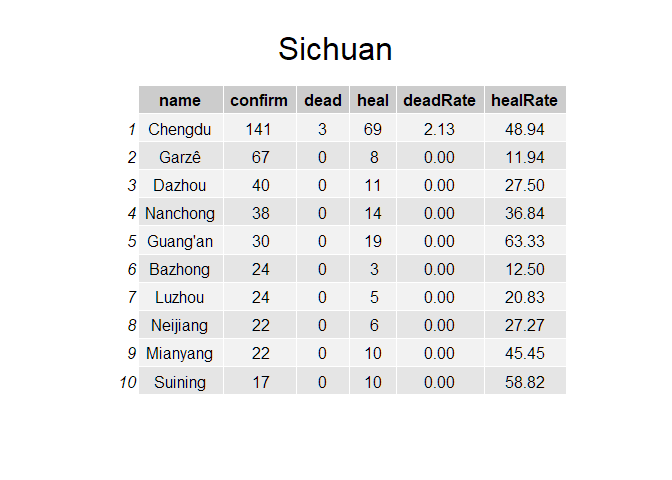 Sichuan
name confirm dead heal deadRate healRate
1 Chengdu 141 3 69 2.13 48.94
2 Garzê 67 0 8 0.00 11.94
3 Dazhou 40 0 11 0.00 27.50
4 Nanchong 38 0 14 0.00 36.84
5 Guang'an 30 0 19 0.00 63.33
6 Bazhong 24 0 3 0.00 12.50
7 Luzhou 24 0 5 0.00 20.83
8 Neijiang 22 0 6 0.00 27.27
9 Mianyang 22 0 10 0.00 45.45
10 Suining 17 0 10 0.00 58.82